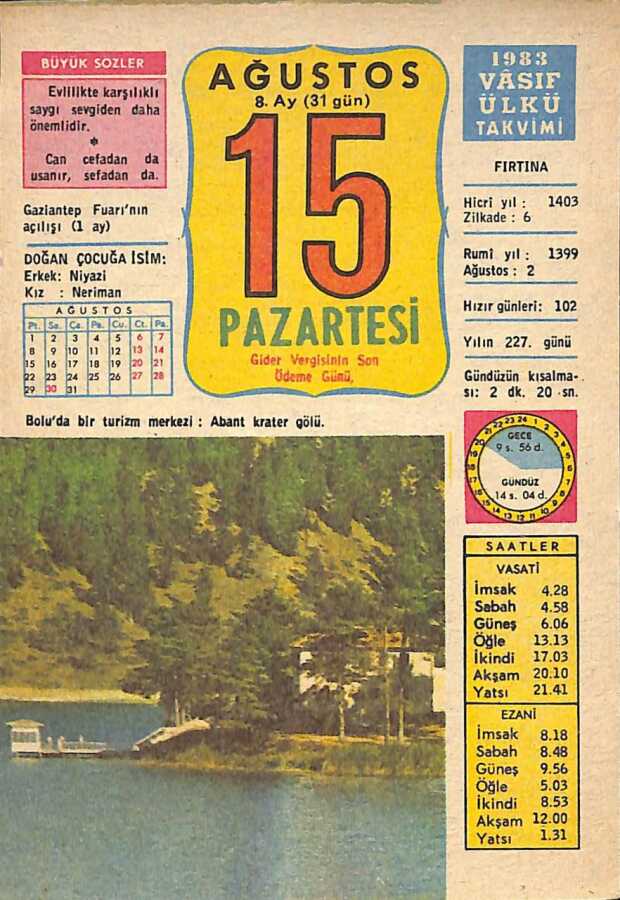 BÜYÜK SÖZLER
Evlilikte karşılıklı
saygı sevgiden daha
önemlidir.
*
Can cefadan da
usanır, sefadan da.
Gaziantep Fuarı'nın
açılışı (1 ay)
DOĞAN ÇOCUĞA İSİM:
Erkek: Niyazi
Kız : Neriman
AĞUSTOS
Pt. Sa. Ça. Pe. Cu. Ct. Pa.
1 2 3 4 5 6 7
8 9 10 11 12 13 14
15 16 17 18 19 20 21
22 23 24 25 26 27 28
29 30 31
AĞUSTOS
8. Ay (31 gün)
15
PAZARTESİ
Gider Vergisinin Son
Ödeme Günü.
1983
VÂSIF
ÜLKÜ
TAKVİMİ
FIRTINA
Hicrî yıl : 1403
Zilkade : 6
Rumî yıl : 1399
Ağustos : 2
Hızır günleri: 102
Yılın 227. günü
Gündüzün kısalma-
sı: 2 dk. 20 sn.
Bolu'da bir turizm merkezi : Abant krater gölü.
GECE
9 s. 56 d.
GÜNDÜZ
14 s. 04 d.
SAATLER
VASATİ
İmsak 4.28
Sabah 4.58
Güneş 6.06
Öğle 13.13
İkindi 17.03
Akşam 20.10
Yatsı 21.41
EZANİ
İmsak 8.18
Sabah 8.48
Güneş 9.56
Öğle 5.03
İkindi 8.53
Akşam 12.00
Yatsı 1.31